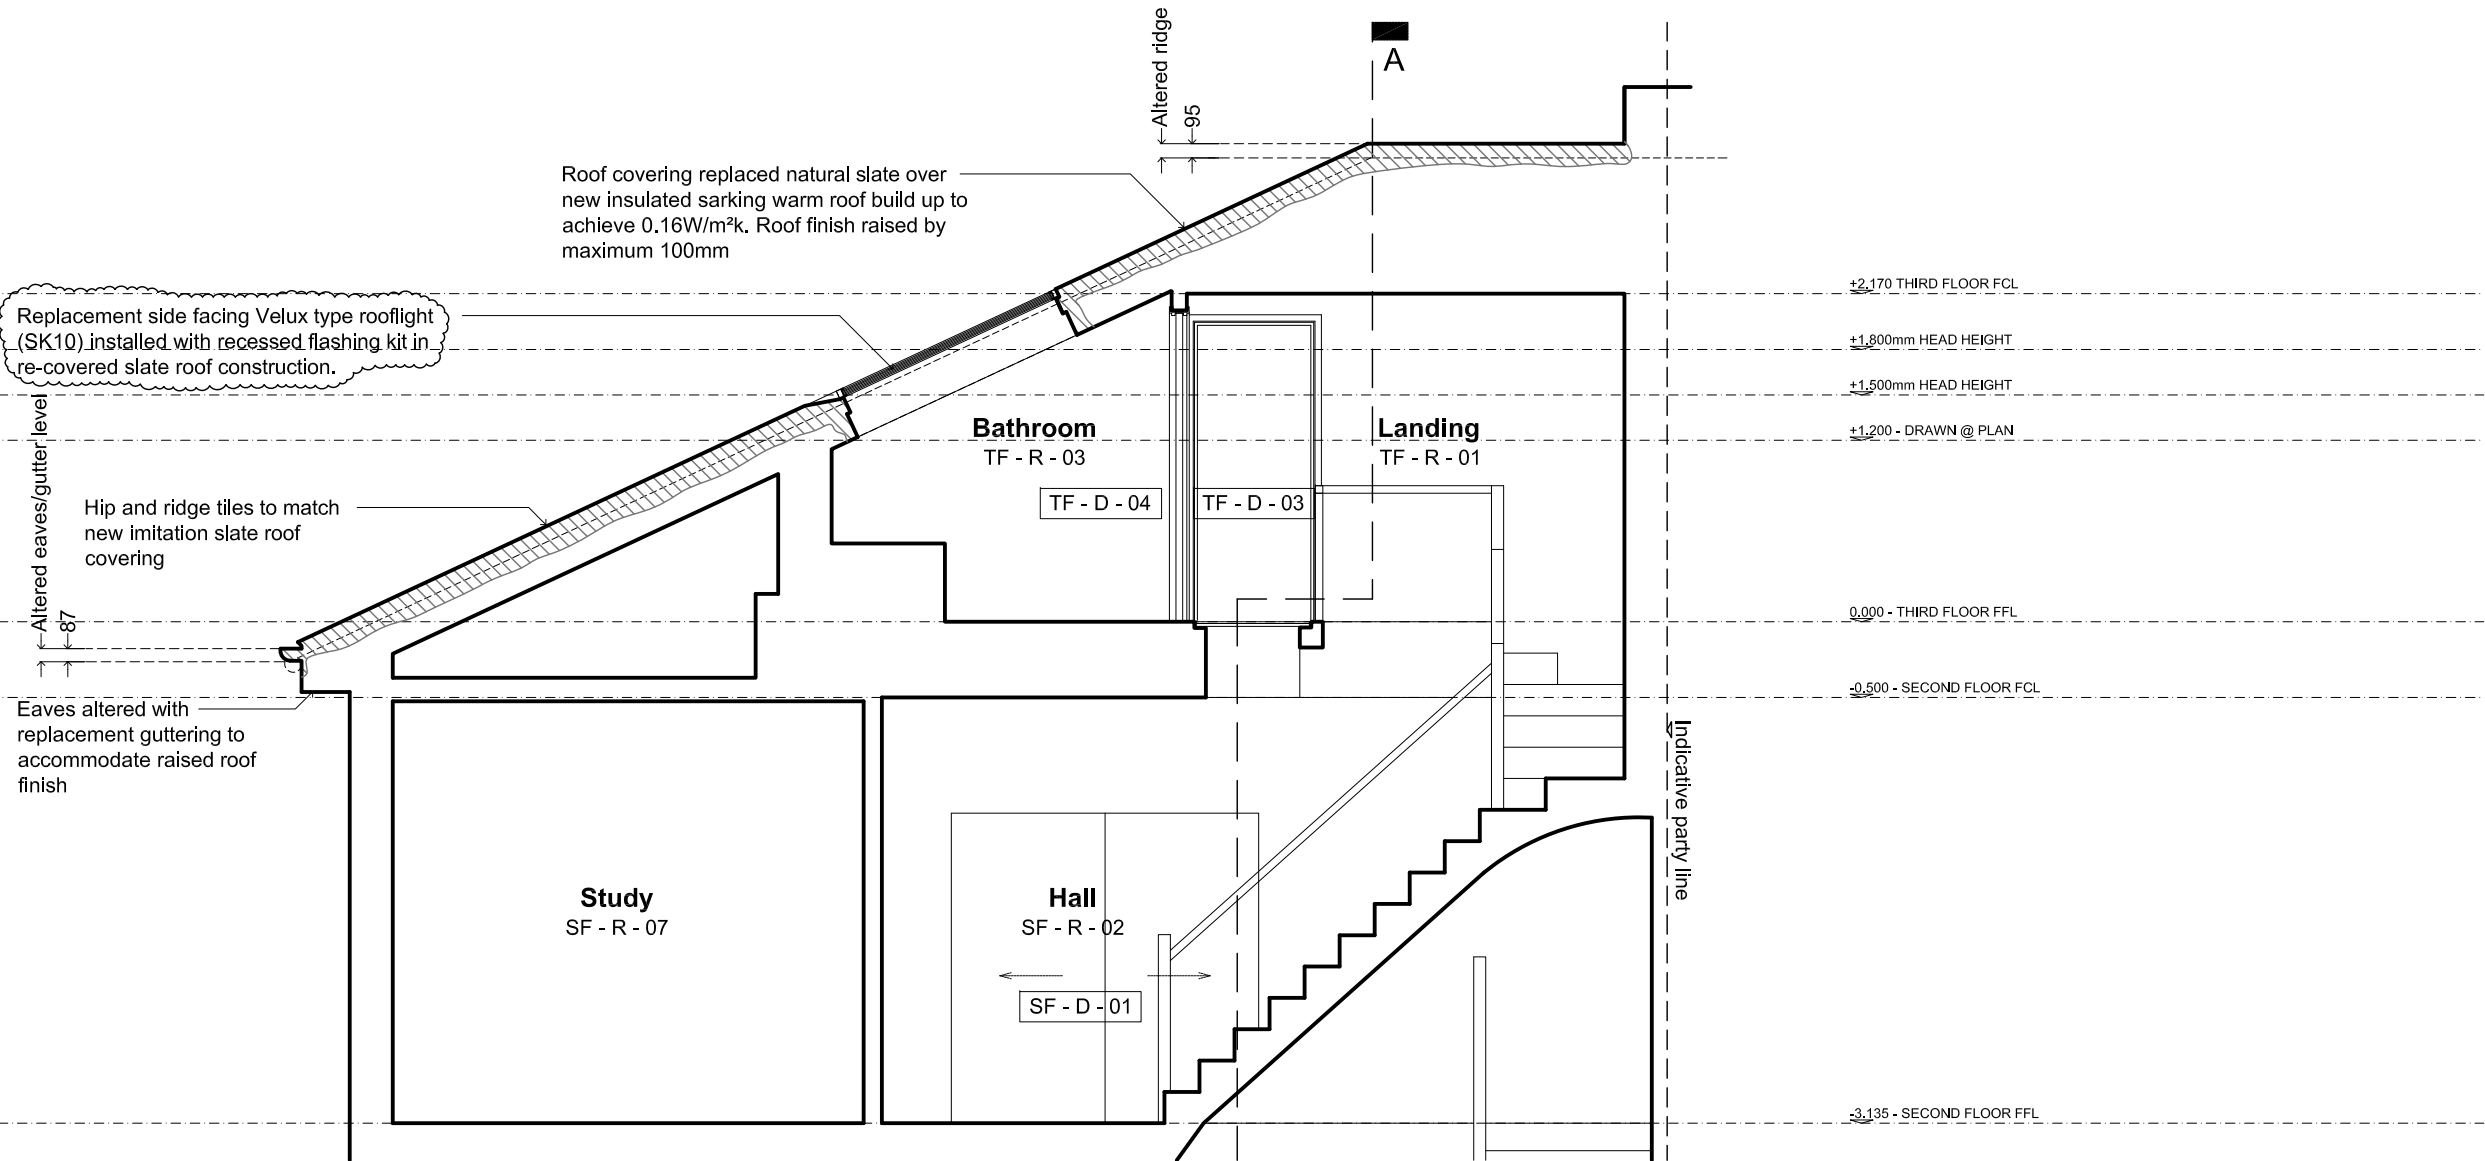 Altered ridge
95
A
Roof covering replaced natural slate over
new insulated sarking warm roof build up to
achieve 0.16W/m²k. Roof finish raised by
maximum 100mm
Replacement side facing Velux type rooflight
(SK10) installed with recessed flashing kit in
re-covered slate roof construction.
Altered eaves/gutter level
87
Hip and ridge tiles to match
new imitation slate roof
covering
Eaves altered with
replacement guttering to
accommodate raised roof
finish
Bathroom
TF - R - 03
Landing
TF - R - 01
TF - D - 04
TF - D - 03
Study
SF - R - 07
Hall
SF - R - 02
SF - D - 01
Indicative party line
+2.170 THIRD FLOOR FCL
+1.800mm HEAD HEIGHT
+1.500mm HEAD HEIGHT
+1.200 - DRAWN @ PLAN
0.000 - THIRD FLOOR FFL
-0.500 - SECOND FLOOR FCL
-3.135 - SECOND FLOOR FFL